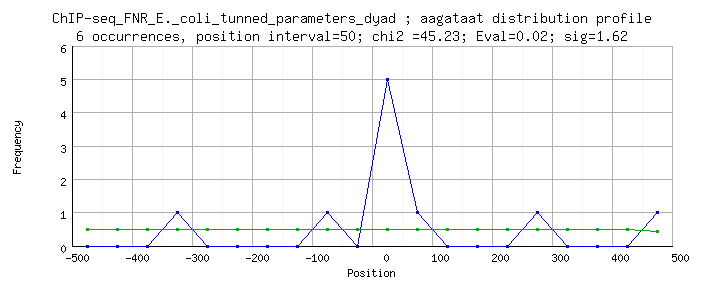 ChIP-seq_FNR_E._coli_tunned_parameters_dyad ; aagataat distribution profile
6 occurrences, position interval=50; chi2 =45.23; Eval=0.02; sig=1.62
6
5
4
3
2
1
0
Frequency
-500 -400 -300 -200 -100 0 100 200 300 400 500
Position